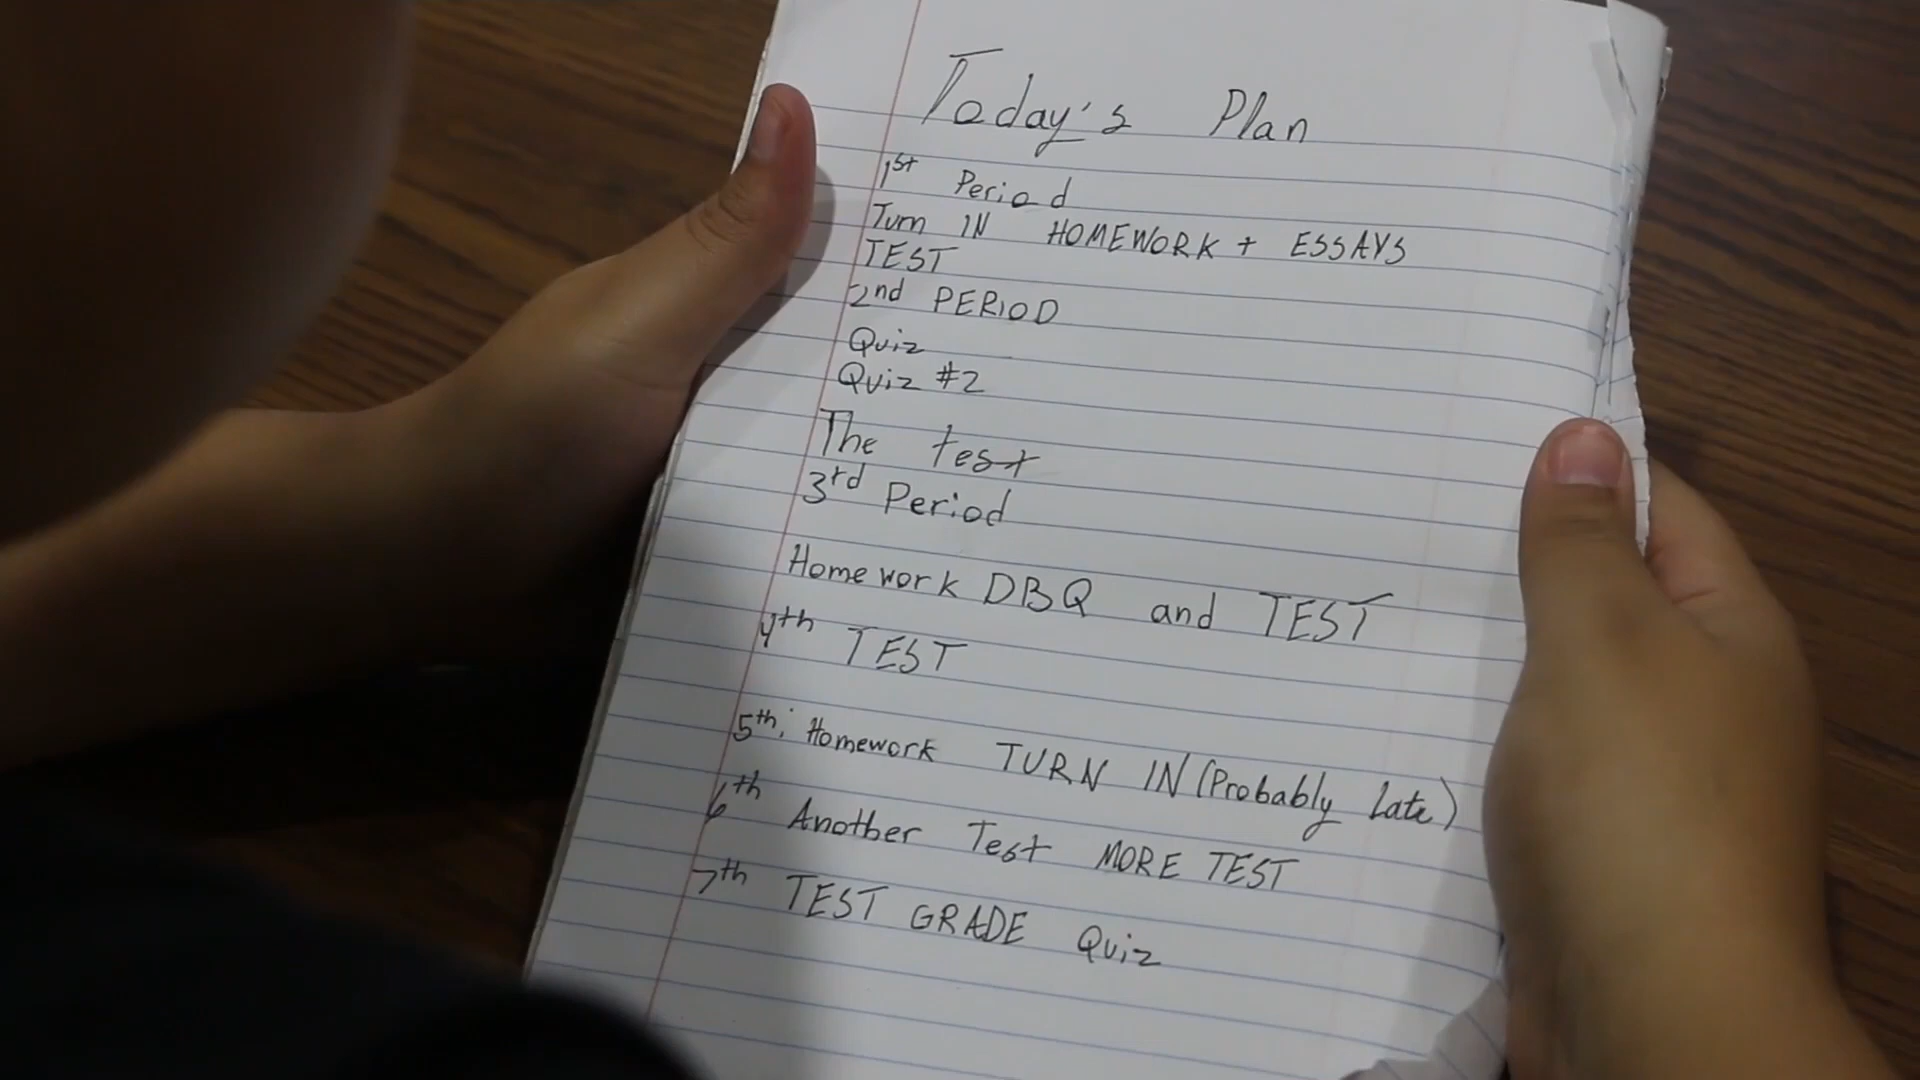 Today's Plan
1st Period
Turn IN HOMEWORK + ESSAYS
TEST
2nd PERIOD
Quiz
Quiz #2
The test
3rd Period
Homework DBQ and TEST
4th TEST
5th: Homework TURN IN (Probably Late)
6th Another Test MORE TEST
7th TEST GRADE Quiz